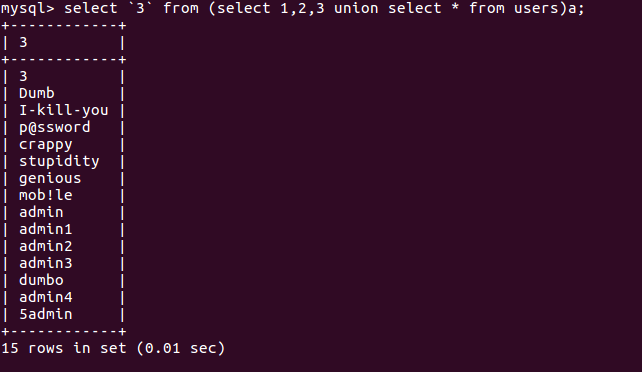 mysql> select `3` from (select 1,2,3 union select * from users)a;
+------------+
| 3          |
+------------+
| 3          |
| Dumb       |
| I-kill-you |
| p@ssword   |
| crappy     |
| stupidity  |
| genious    |
| mob!le     |
| admin      |
| admin1     |
| admin2     |
| admin3     |
| dumbo      |
| admin4     |
| 5admin     |
+------------+
15 rows in set (0.01 sec)